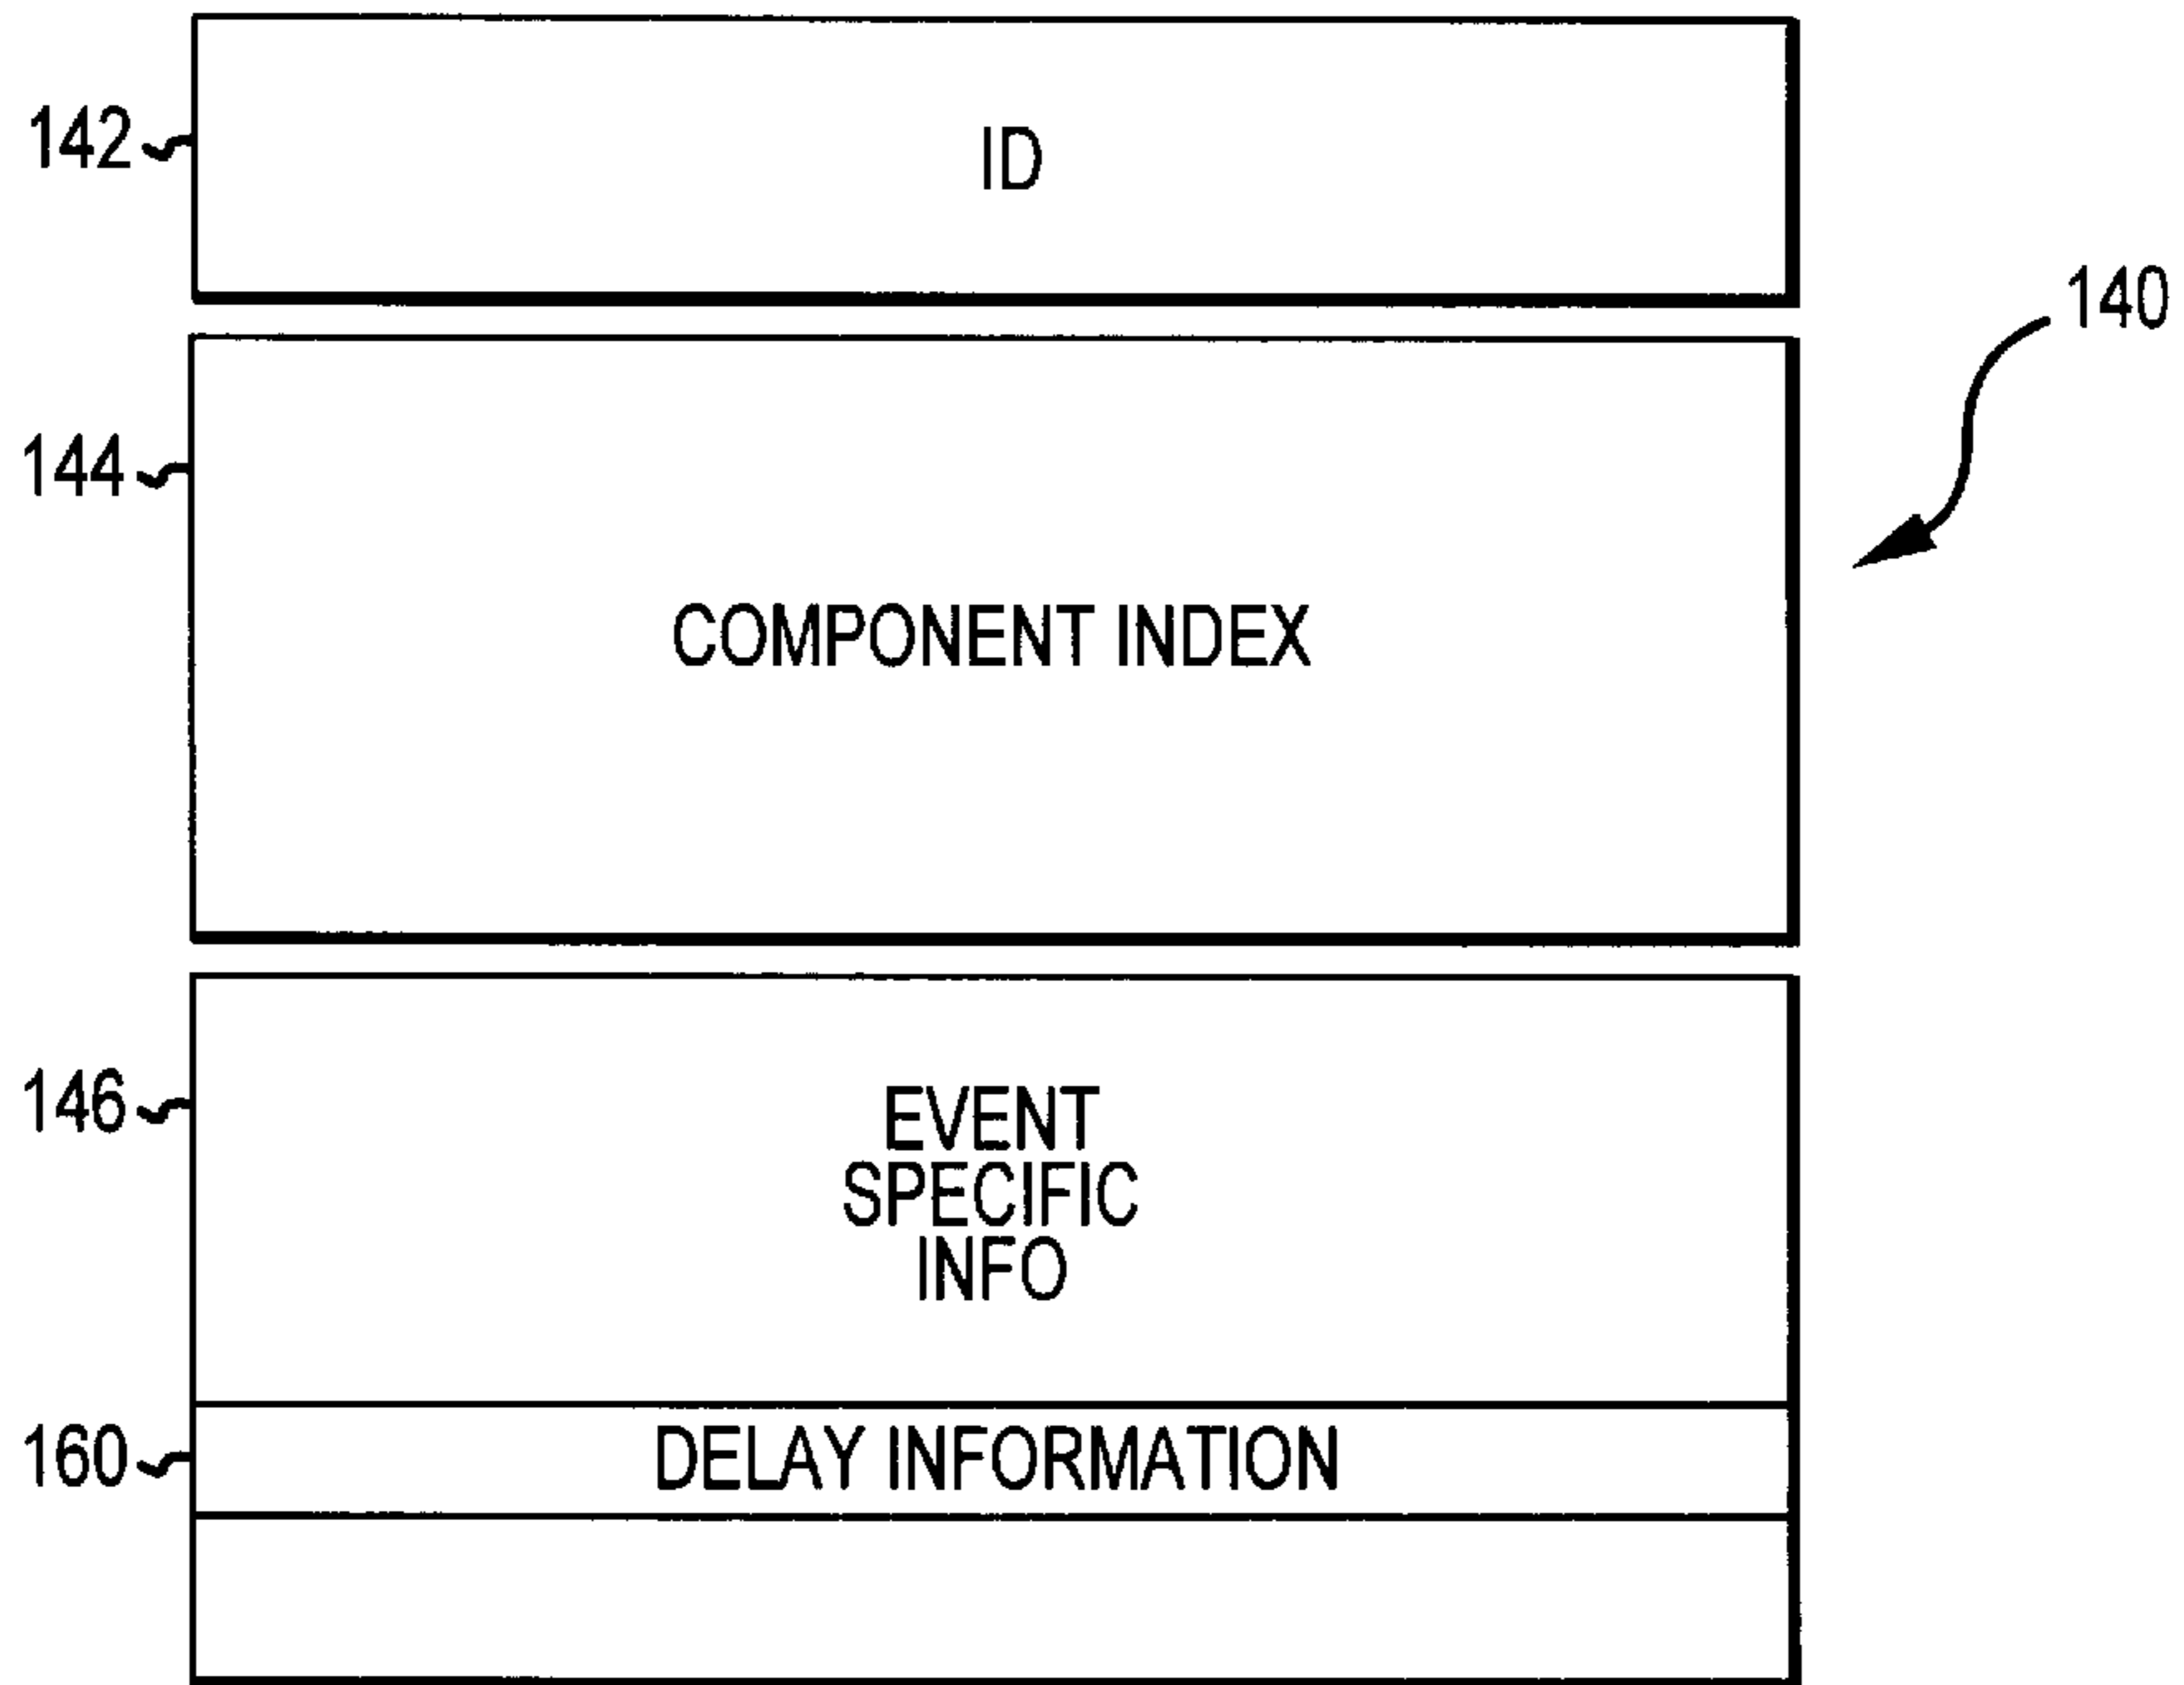 142
ID
140
144
COMPONENT INDEX
146
EVENT
SPECIFIC
INFO
160
DELAY INFORMATION